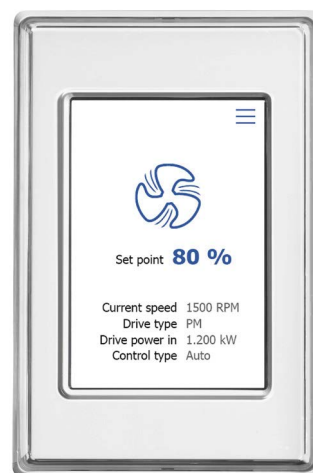 Set point 80 %
Current speed 1500 RPM
Drive type PM
Drive power in 1.200 kW
Control type Auto